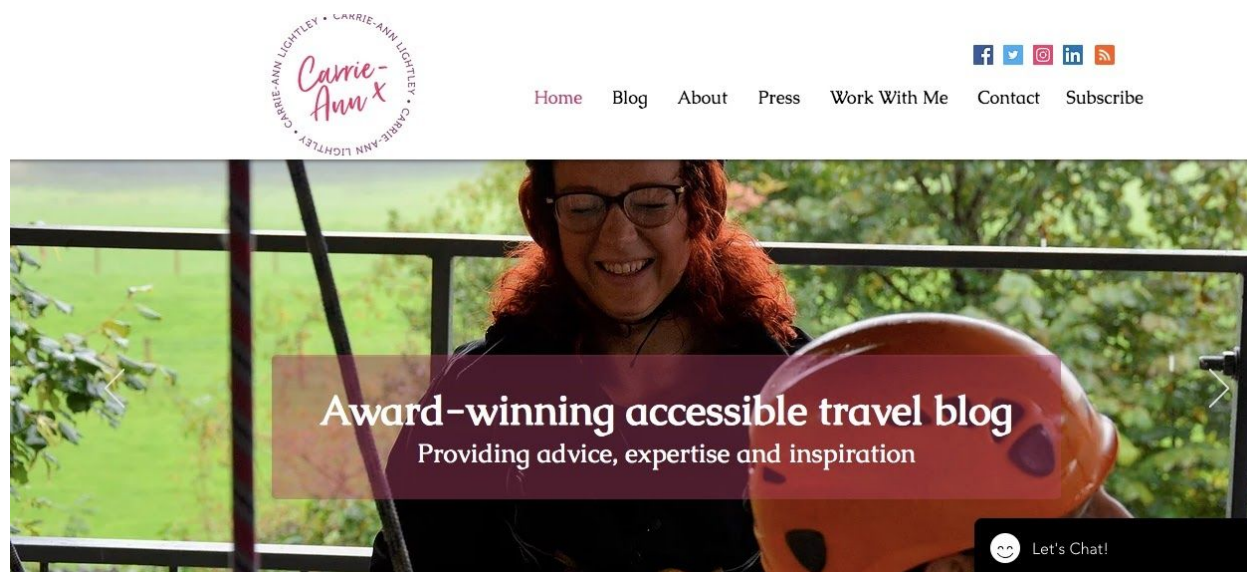 CARRIE-ANN LIGHTLEY • CARRIE-ANN LIGHTLEY • CARRIE-ANN LIGHTLEY •
Carrie-
Ann x
Home Blog About Press Work With Me Contact Subscribe
Award-winning accessible travel blog
Providing advice, expertise and inspiration
Let's Chat!